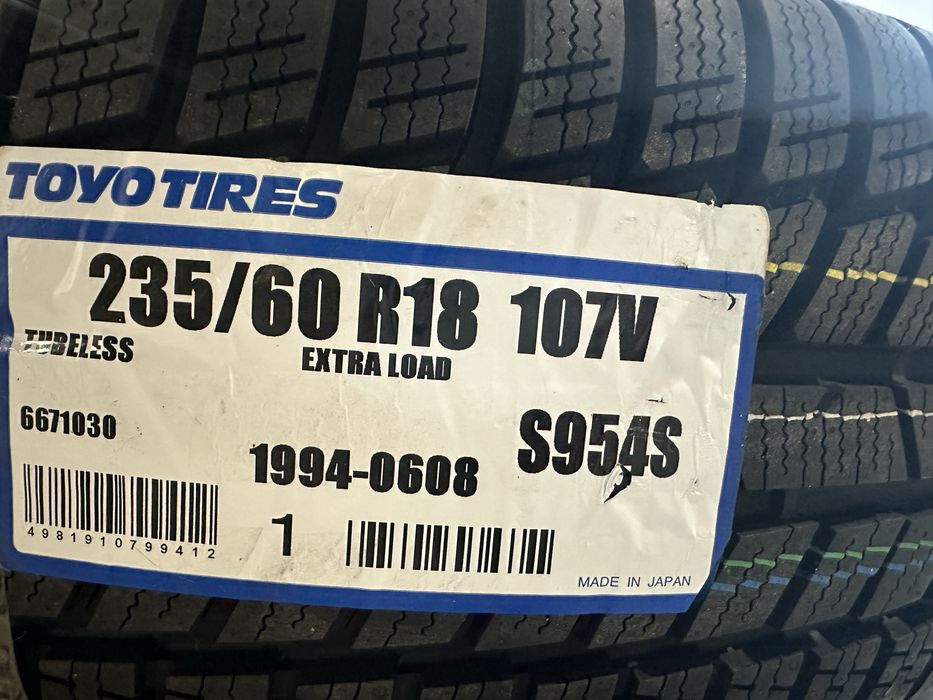 TOYO TIRES
235/60 R18 107V
TUBELESS
EXTRA LOAD
6671030
1994-0608
S954S
4981910799412
1
MADE IN JAPAN